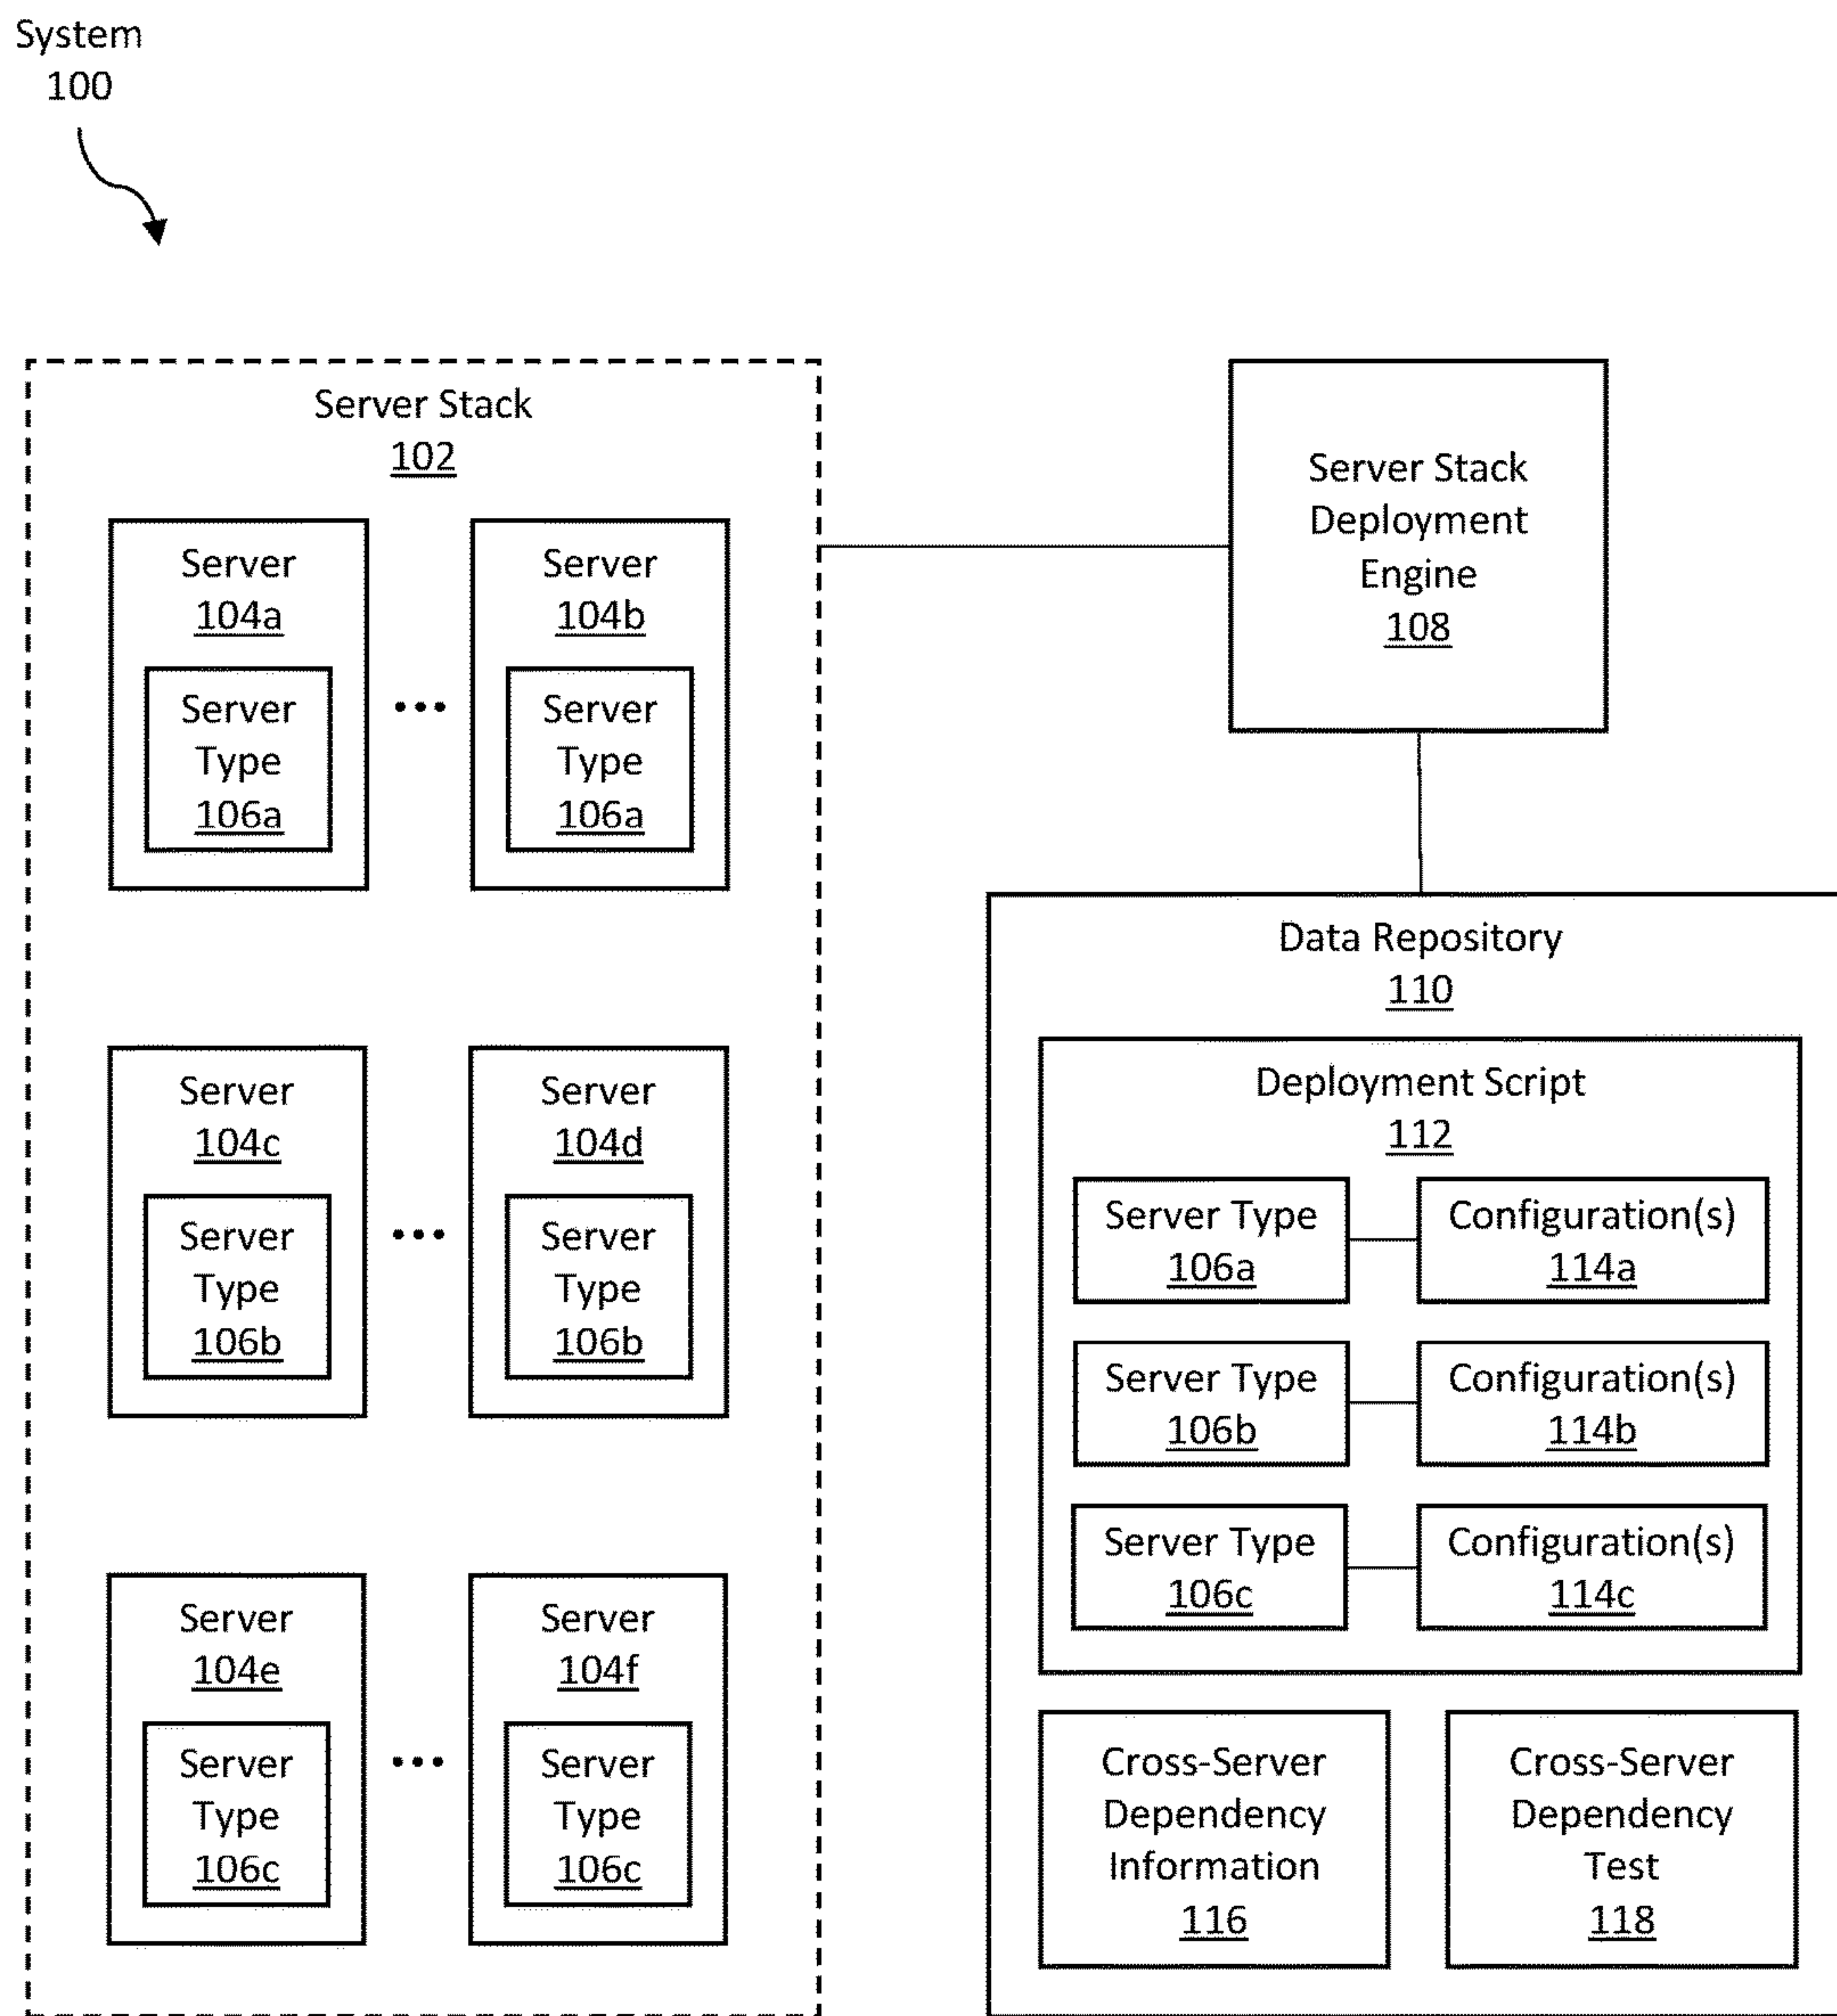 System
100
Server Stack
102
Server
104a
Server
Type
106a
...
Server
104b
Server
Type
106a
Server
104c
Server
Type
106b
...
Server
104d
Server
Type
106b
Server
104e
Server
Type
106c
...
Server
104f
Server
Type
106c
Server Stack
Deployment
Engine
108
Data Repository
110
Deployment Script
112
Server Type
106a
Configuration(s)
114a
Server Type
106b
Configuration(s)
114b
Server Type
106c
Configuration(s)
114c
Cross-Server
Dependency
Information
116
Cross-Server
Dependency
Test
118